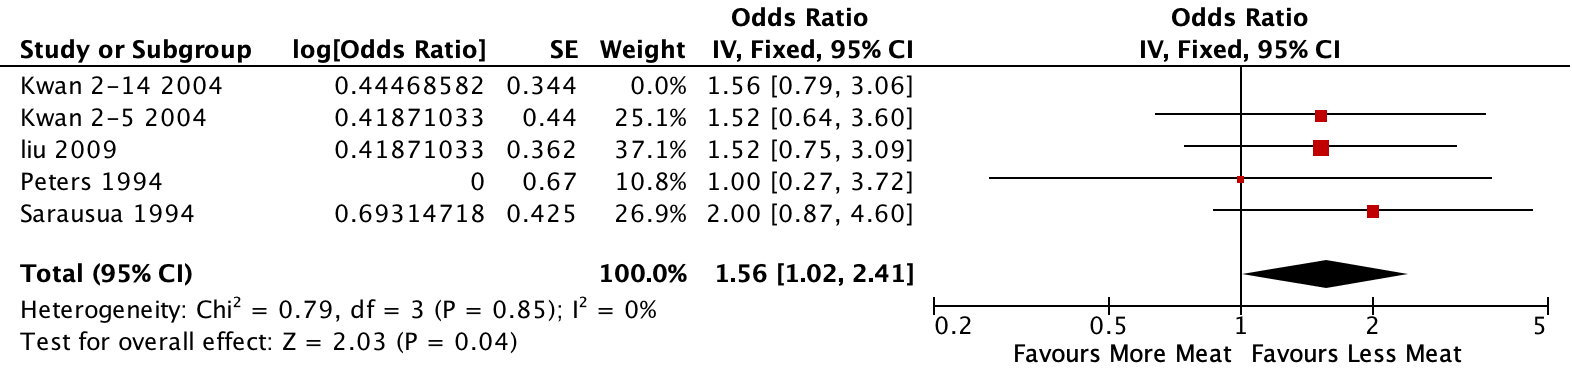 Odds Ratio Odds Ratio
Study or Subgroup log[Odds Ratio] SE Weight IV, Fixed, 95% CI IV, Fixed, 95% CI
Kwan 2-14 2004 0.44468582 0.344 0.0% 1.56 [0.79, 3.06]
Kwan 2-5 2004 0.41871033 0.44 25.1% 1.52 [0.64, 3.60]
liu 2009 0.41871033 0.362 37.1% 1.52 [0.75, 3.09]
Peters 1994 0 0.67 10.8% 1.00 [0.27, 3.72]
Sarausua 1994 0.69314718 0.425 26.9% 2.00 [0.87, 4.60]
Total (95% CI) 100.0% 1.56 [1.02, 2.41]
Heterogeneity: Chi² = 0.79, df = 3 (P = 0.85); I² = 0%
Test for overall effect: Z = 2.03 (P = 0.04)
0.2 0.5 1 2 5
Favours More Meat Favours Less Meat